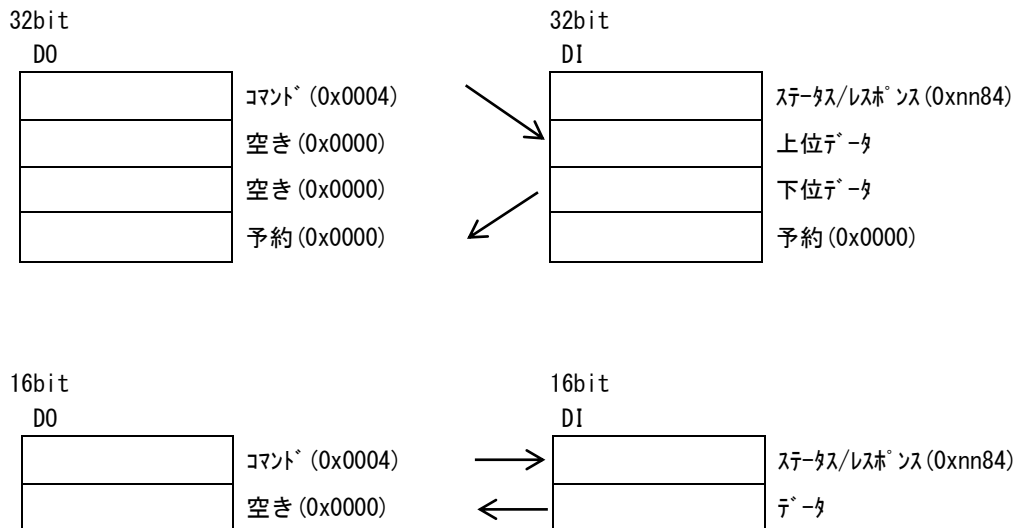 32bit
DO
ｺﾏﾝﾄﾞ(0x0004)
空き(0x0000)
空き(0x0000)
予約(0x0000)
32bit
DI
ｽﾃｰﾀｽ/ﾚｽﾎﾟﾝｽ(0xnn84)
上位ﾃﾞｰﾀ
下位ﾃﾞｰﾀ
予約(0x0000)
16bit
DO
ｺﾏﾝﾄﾞ(0x0004)
空き(0x0000)
16bit
DI
ｽﾃｰﾀｽ/ﾚｽﾎﾟﾝｽ(0xnn84)
ﾃﾞｰﾀ